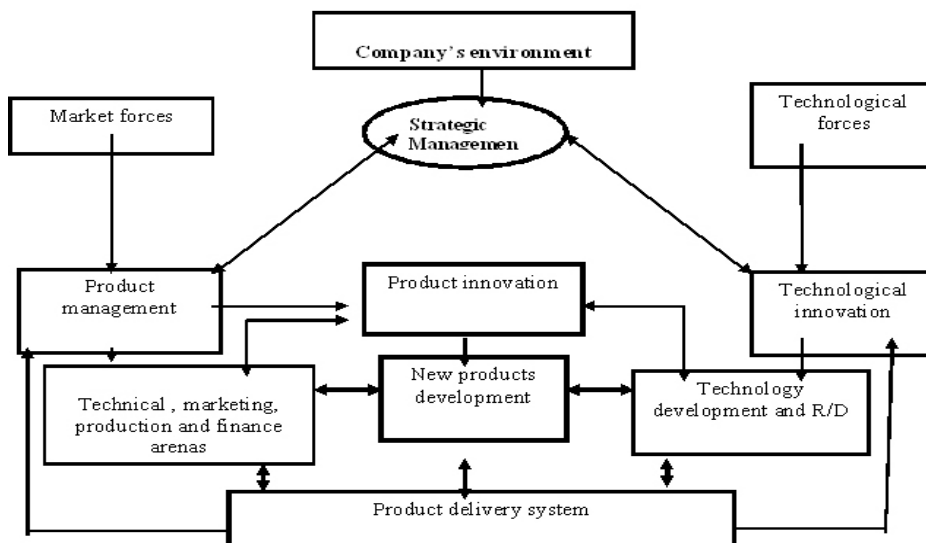 Company's environment
Market forces
Strategic
Managemen
Technological
forces
Product
management
Product innovation
Technological
innovation
Technical , marketing,
production and finance
arenas
New products
development
Technology
development and R/D
Product delivery system